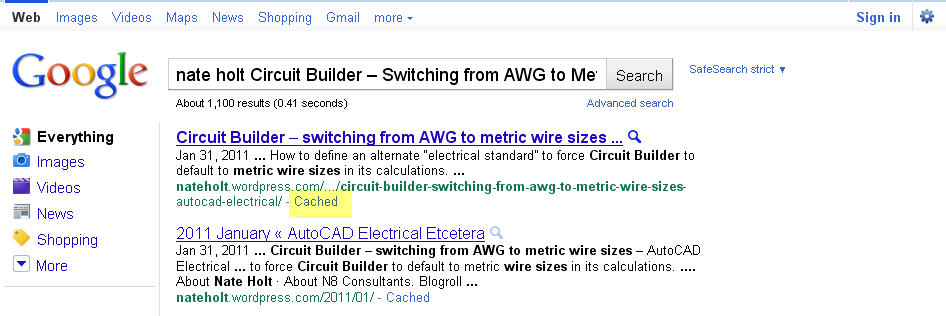 Web Images Videos Maps News Shopping Gmail more Sign in
Google
nate holt Circuit Builder – Switching from AWG to Met Search
SafeSearch strict
About 1,100 results (0.41 seconds) Advanced search
Everything
Images
Videos
News
Shopping
More
Circuit Builder – switching from AWG to metric wire sizes ...
Jan 31, 2011 ... How to define an alternate "electrical standard" to force Circuit Builder to
default to metric wire sizes in its calculations. ...
nateholt.wordpress.com/.../circuit-builder-switching-from-awg-to-metric-wire-sizes-
autocad-electrical/ - Cached
2011 January « AutoCAD Electrical Etcetera
Jan 31, 2011 ... Circuit Builder – switching from AWG to metric wire sizes – AutoCAD
Electrical ... to force Circuit Builder to default to metric wire sizes in its calculations. ....
About Nate Holt · About N8 Consultants. Blogroll ...
nateholt.wordpress.com/2011/01/ - Cached